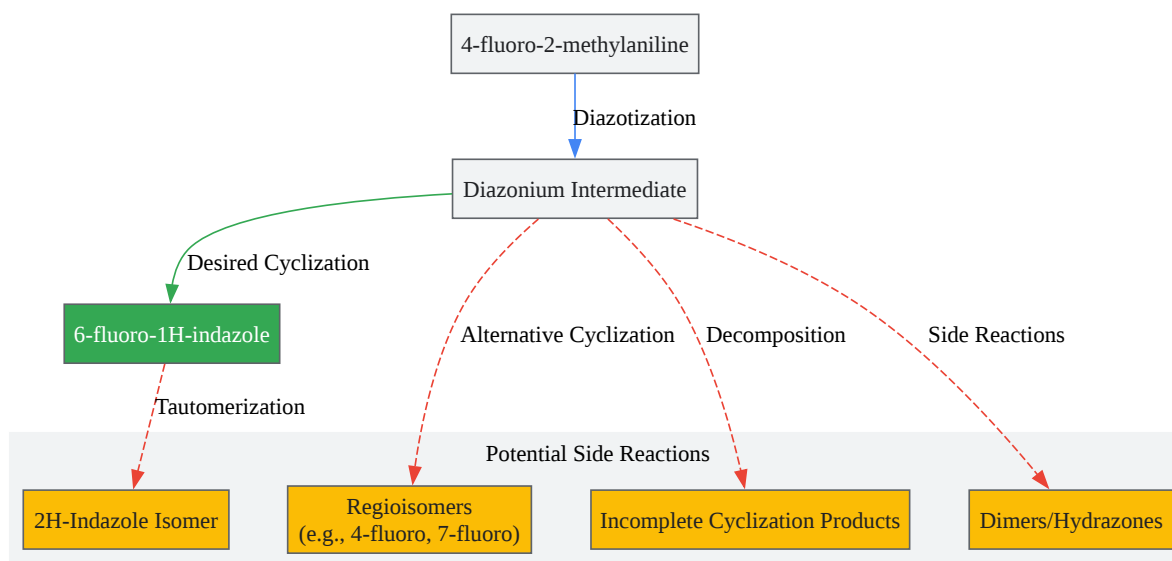 4-fluoro-2-methylaniline
Diazotization
Diazonium Intermediate
Desired Cyclization
6-fluoro-1H-indazole
Alternative Cyclization
Decomposition
Side Reactions
Tautomerization
Potential Side Reactions
2H-Indazole Isomer
Regioisomers
(e.g., 4-fluoro, 7-fluoro)
Incomplete Cyclization Products
Dimers/Hydrazones